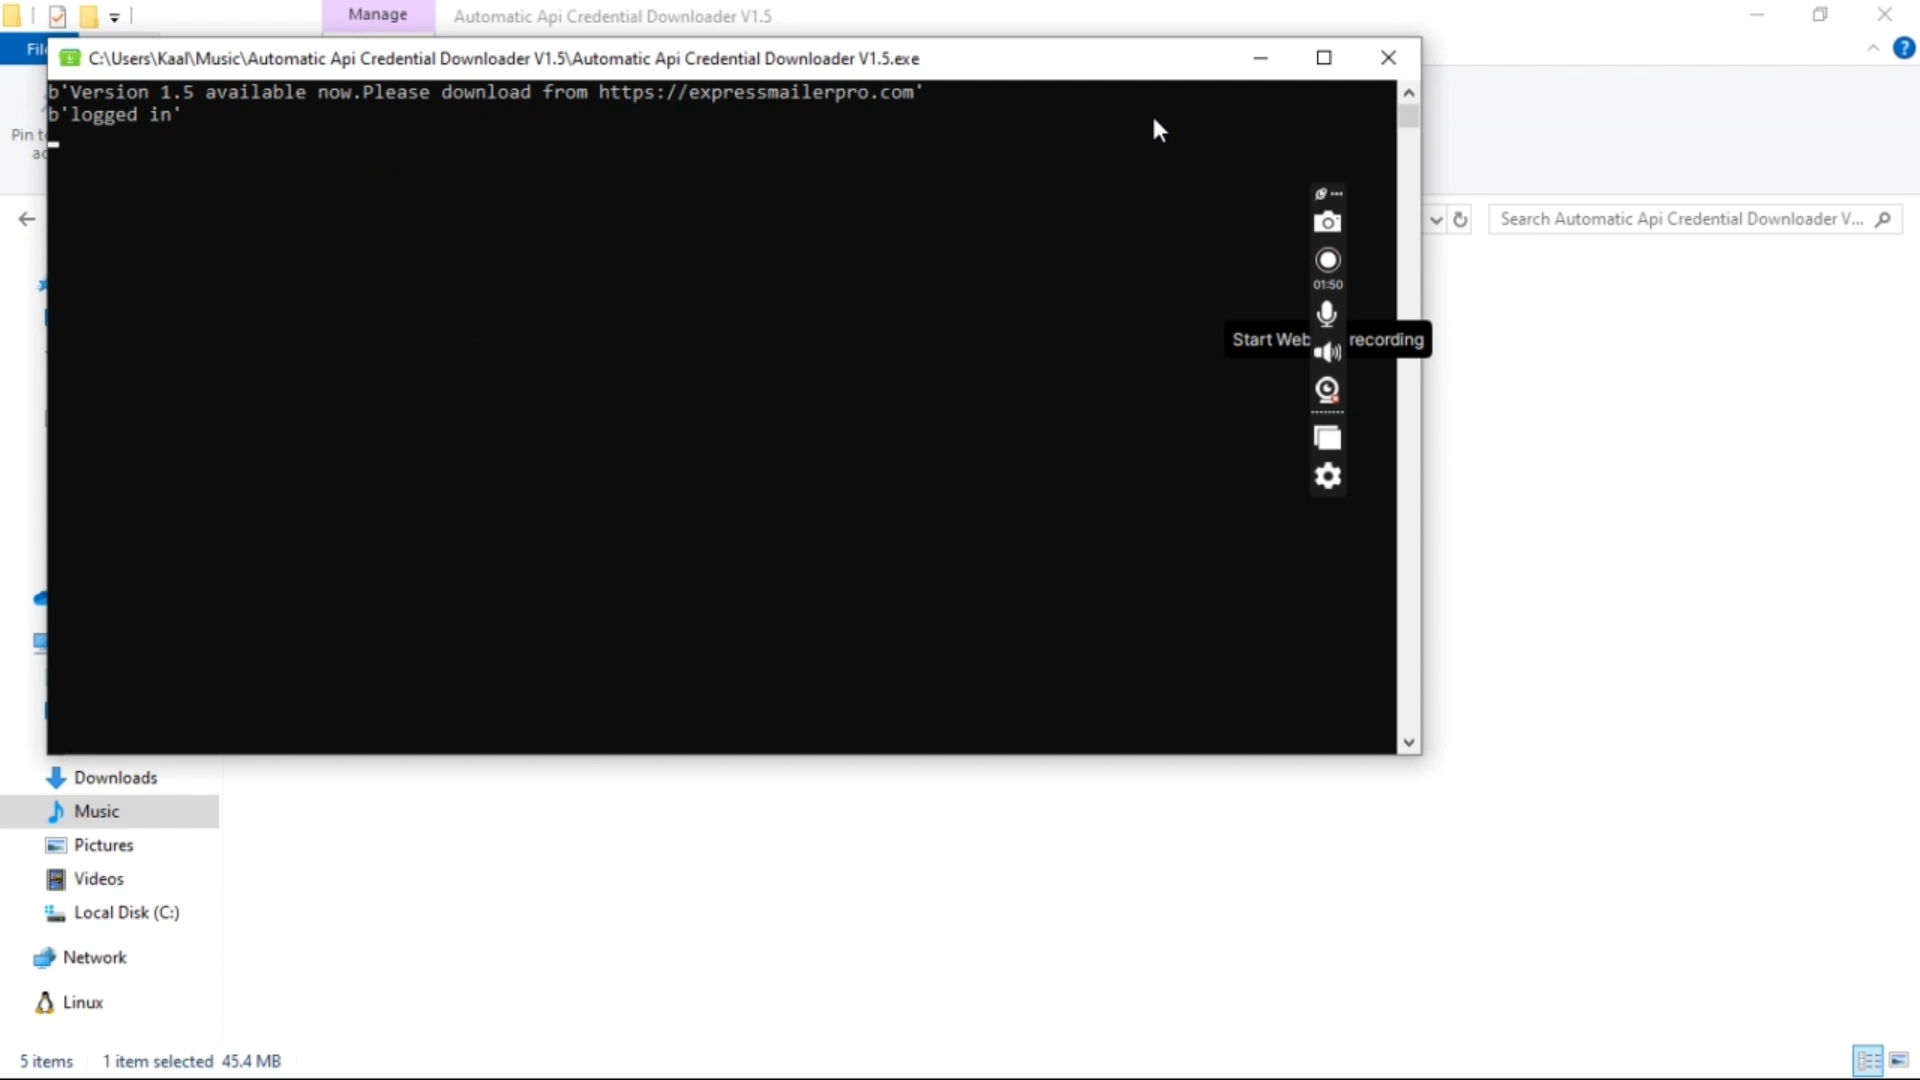 Manage
Automatic Api Credential Downloader V1.5
C:\Users\Kaal\Music\Automatic Api Credential Downloader V1.5\Automatic Api Credential Downloader V1.5.exe
b'Version 1.5 available now.Please download from https://expressmailerpro.com'
b'logged in'
Pin
Search Automatic Api Credential Downloader V...
01:50
Start Web recording
Downloads
Music
Pictures
Videos
Local Disk (C:)
Network
Linux
5 items 1 item selected 45.4 MB